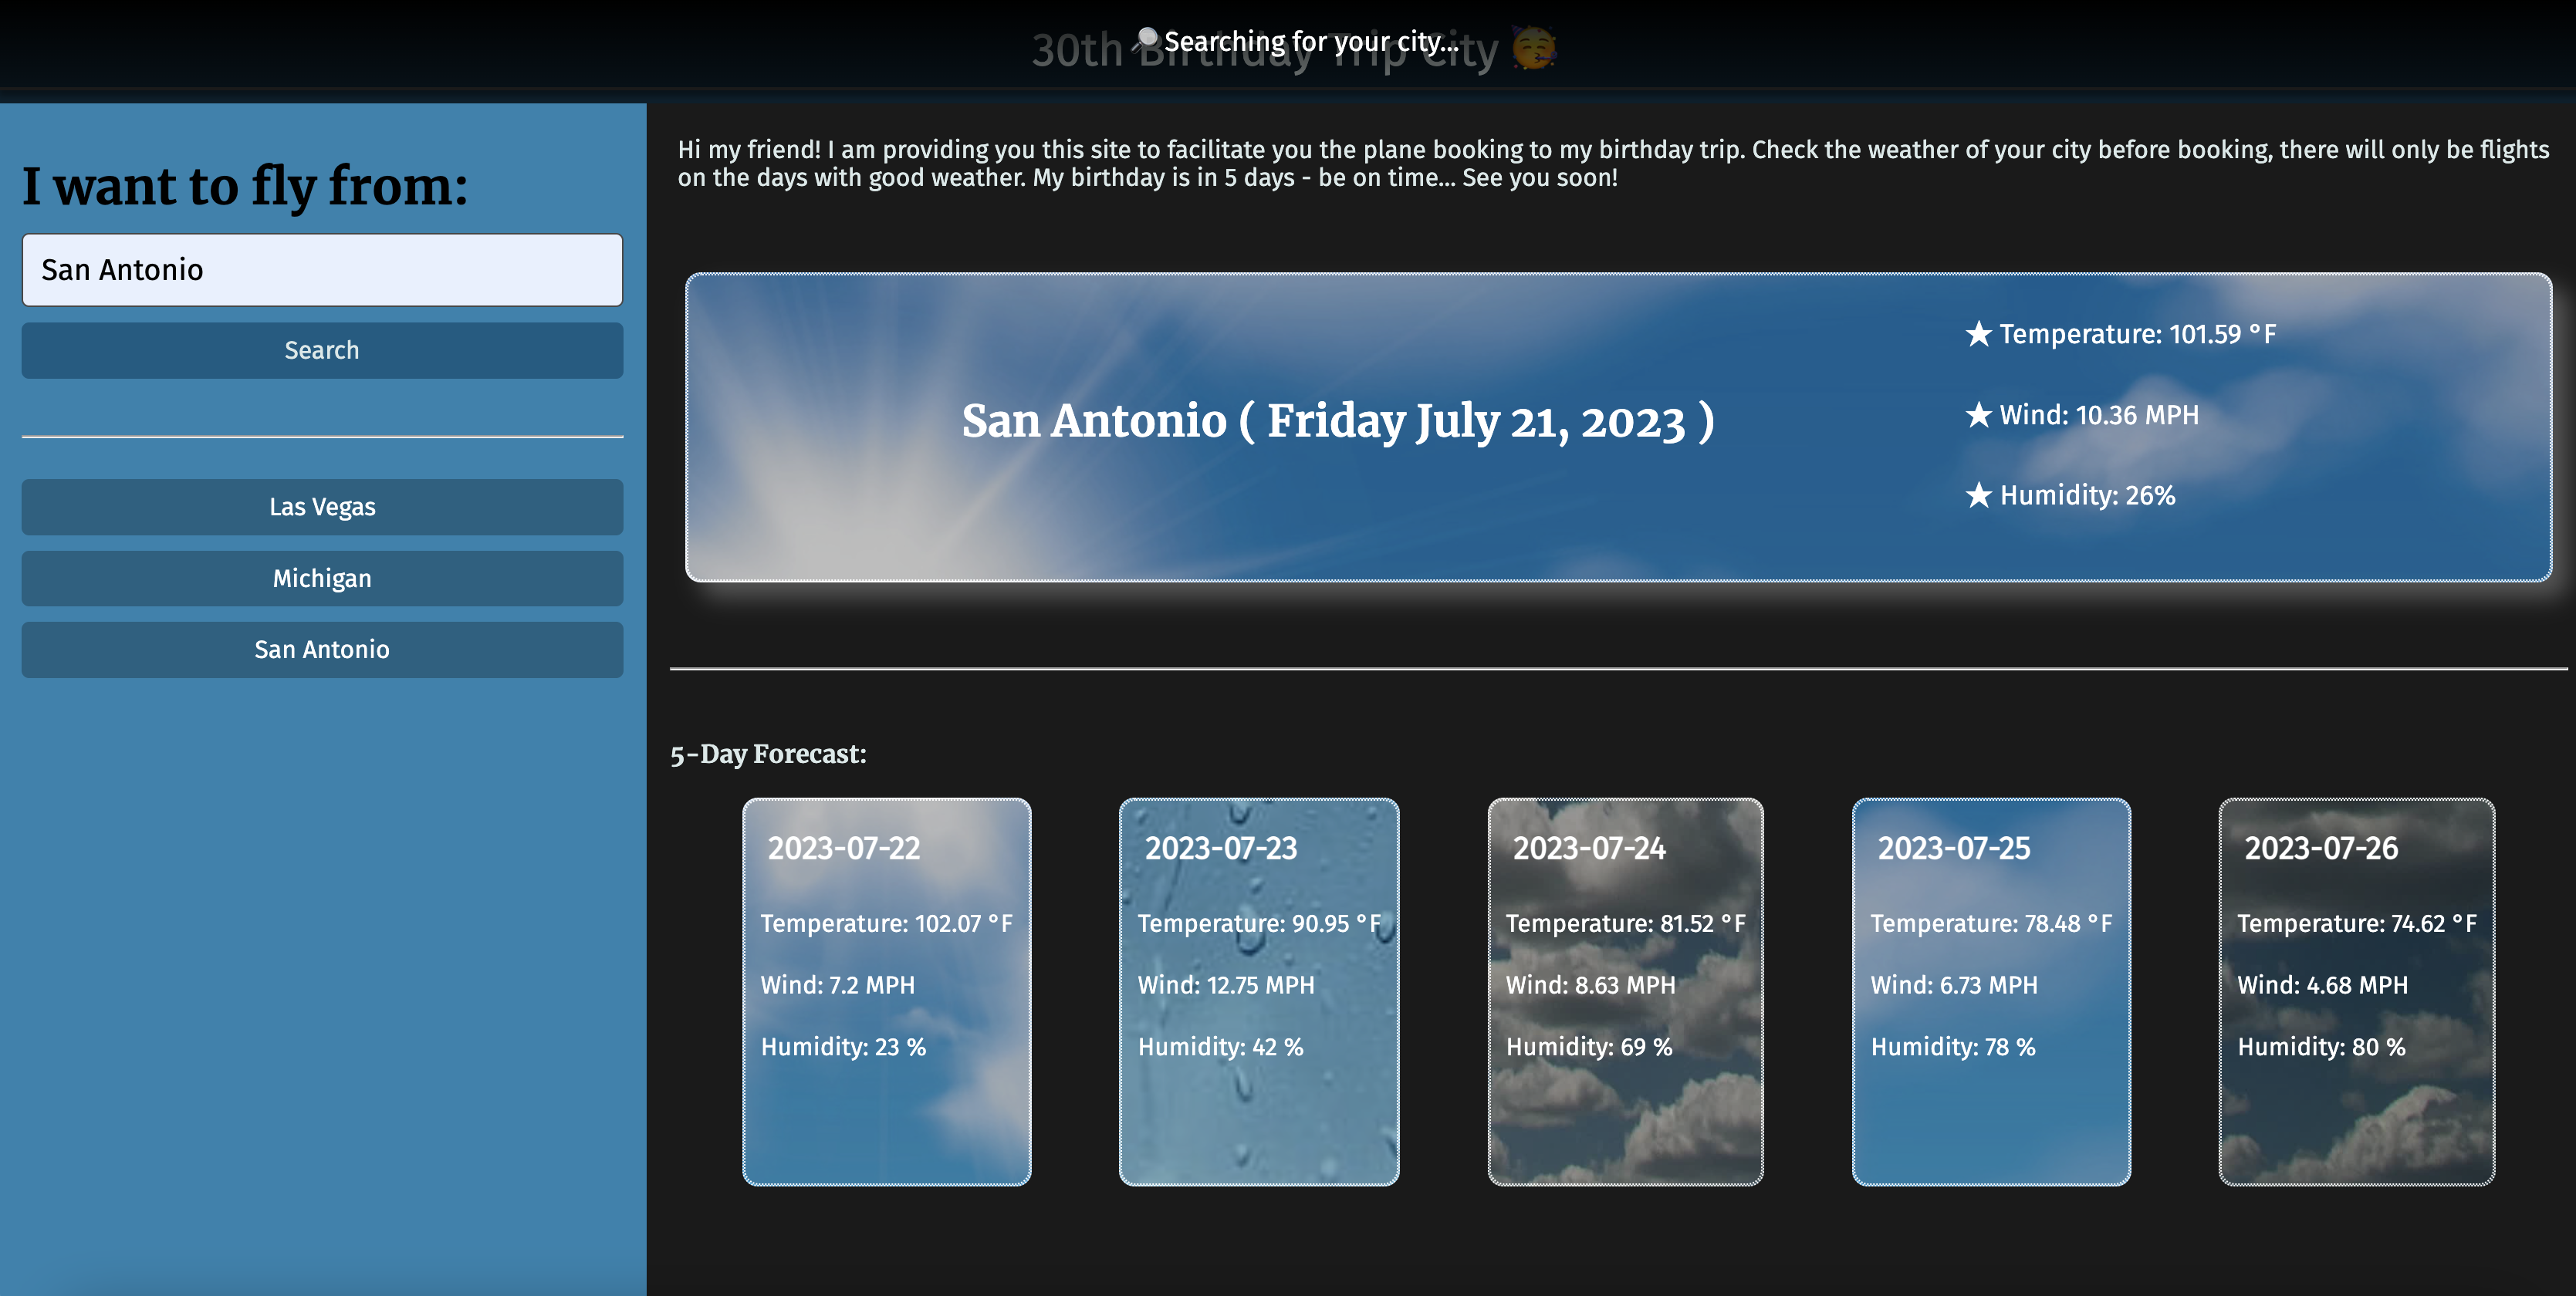 30th Birthday Trip City
Searching for your city...
I want to fly from:
San Antonio
Search
Las Vegas
Michigan
San Antonio
Hi my friend! I am providing you this site to facilitate you the plane booking to my birthday trip. Check the weather of your city before booking, there will only be flights
on the days with good weather. My birthday is in 5 days - be on time... See you soon!
San Antonio ( Friday July 21, 2023 )
★ Temperature: 101.59 °F
★ Wind: 10.36 MPH
★ Humidity: 26%
5-Day Forecast:
2023-07-22
Temperature: 102.07 °F
Wind: 7.2 MPH
Humidity: 23 %
2023-07-23
Temperature: 90.95 °F
Wind: 12.75 MPH
Humidity: 42 %
2023-07-24
Temperature: 81.52 °F
Wind: 8.63 MPH
Humidity: 69 %
2023-07-25
Temperature: 78.48 °F
Wind: 6.73 MPH
Humidity: 78 %
2023-07-26
Temperature: 74.62 °F
Wind: 4.68 MPH
Humidity: 80 %